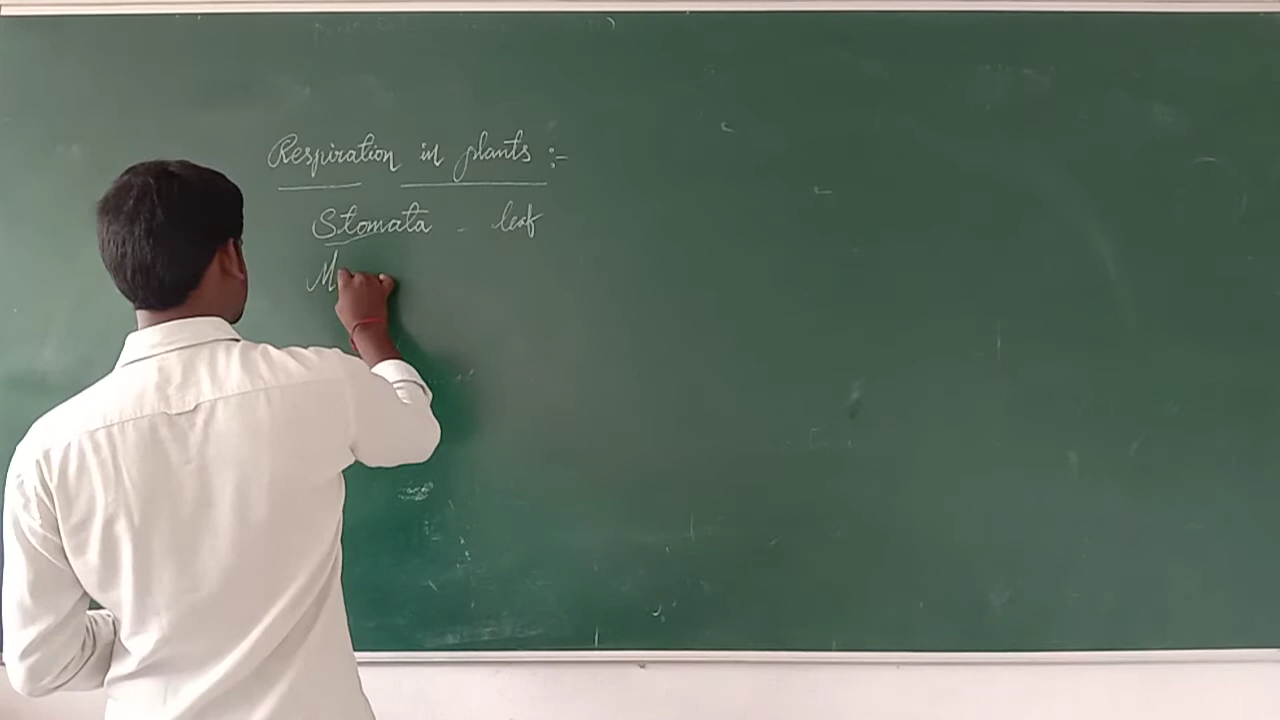 Respiration in plants :-
Stomata - leaf
M